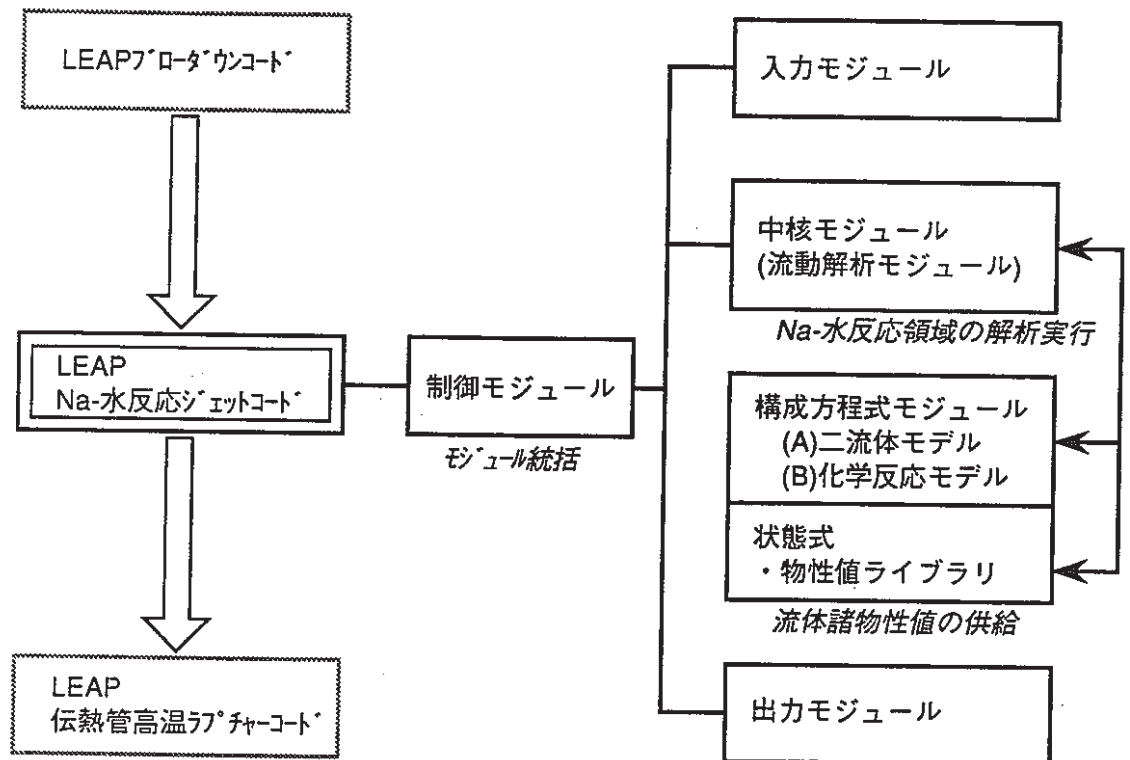 LEAPﾌﾞﾛｰﾀﾞｳﾝｺｰﾄﾞ
LEAP
Na-水反応ｼﾞｪｯﾄｺｰﾄﾞ
LEAP
伝熱管高温ﾗﾌﾟﾁｬｰｺｰﾄﾞ
制御モジュール
ﾓｼﾞｭｰﾙ統括
入力モジュール
中核モジュール
(流動解析モジュール)
Na-水反応領域の解析実行
構成方程式モジュール
(A)二流体モデル
(B)化学反応モデル
状態式
・物性値ライブラリ
流体諸物性値の供給
出力モジュール